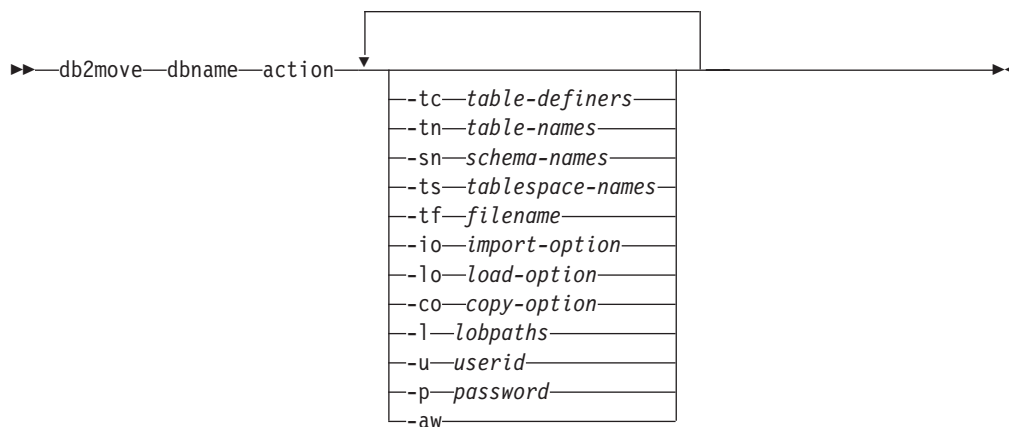 db2move dbname action
-tc table-definers
-tn table-names
-sn schema-names
-ts tablespace-names
-tf filename
-io import-option
-lo load-option
-co copy-option
-l lobpaths
-u userid
-p password
-aw